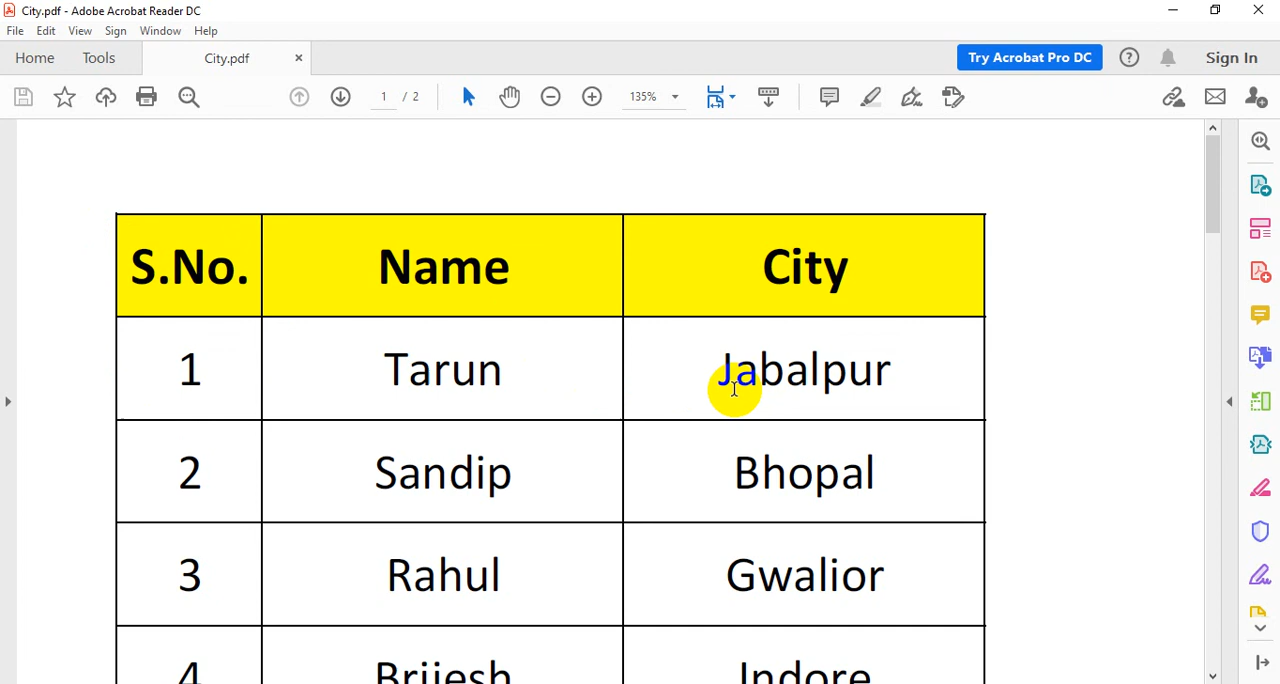 City.pdf - Adobe Acrobat Reader DC
File Edit View Sign Window Help
Home Tools City.pdf × Try Acrobat Pro DC ? Sign In
1 / 2 135%
S.No. Name City
1 Tarun Jabalpur
2 Sandip Bhopal
3 Rahul Gwalior
4 Brijesh Indore